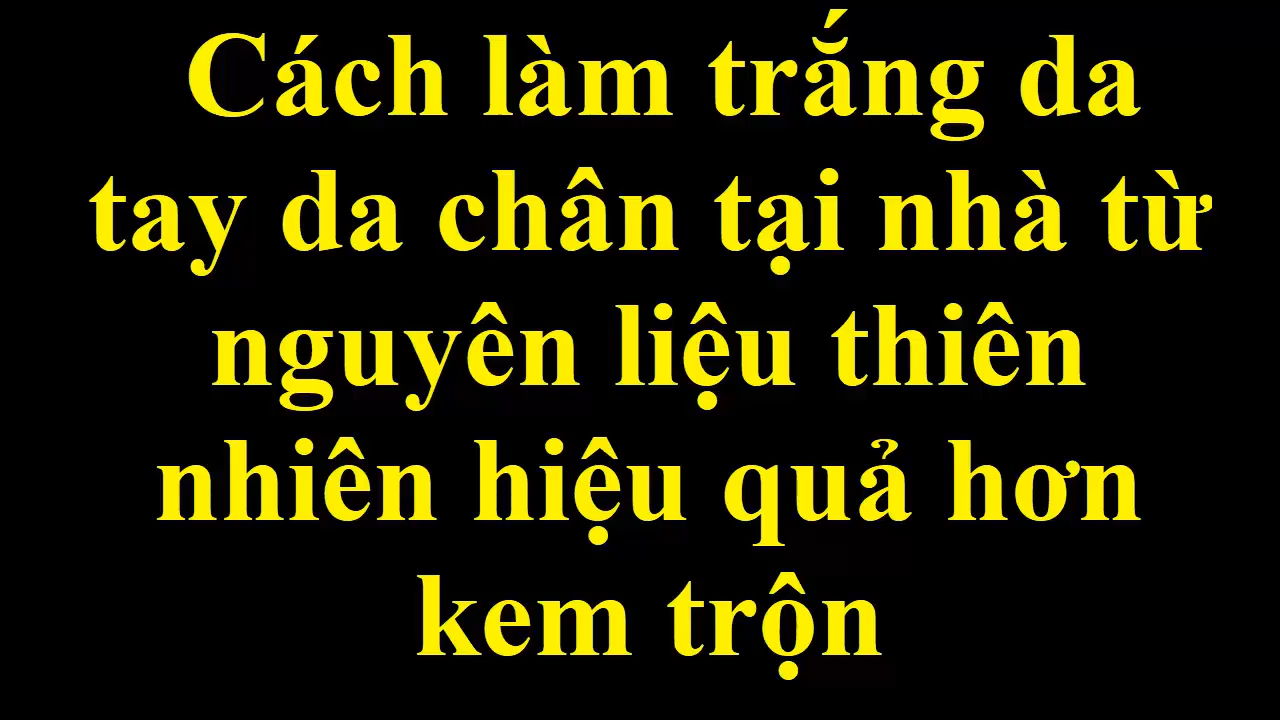 Cách làm trắng da
tay da chân tại nhà từ
nguyên liệu thiên
nhiên hiệu quả hơn
kem trộn